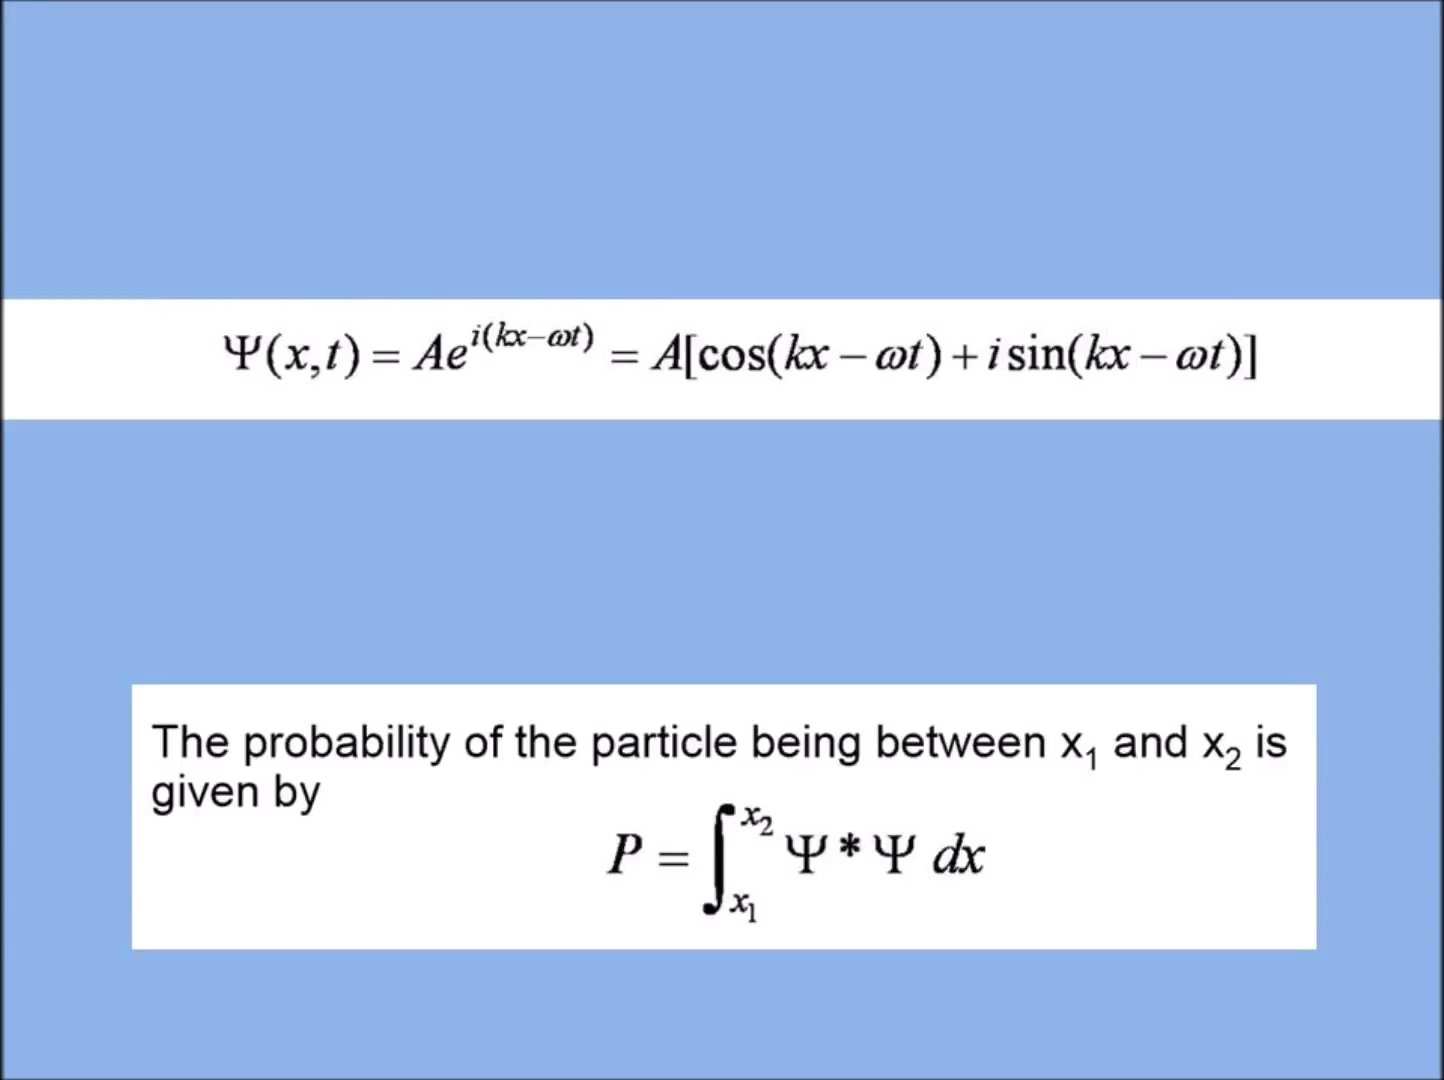 Ψ(x,t) = Ae^{i(kx−ωt)} = A[cos(kx − ωt) + i sin(kx − ωt)]
The probability of the particle being between x₁ and x₂ is
given by
P = ∫_{x₁}^{x₂} Ψ * Ψ dx